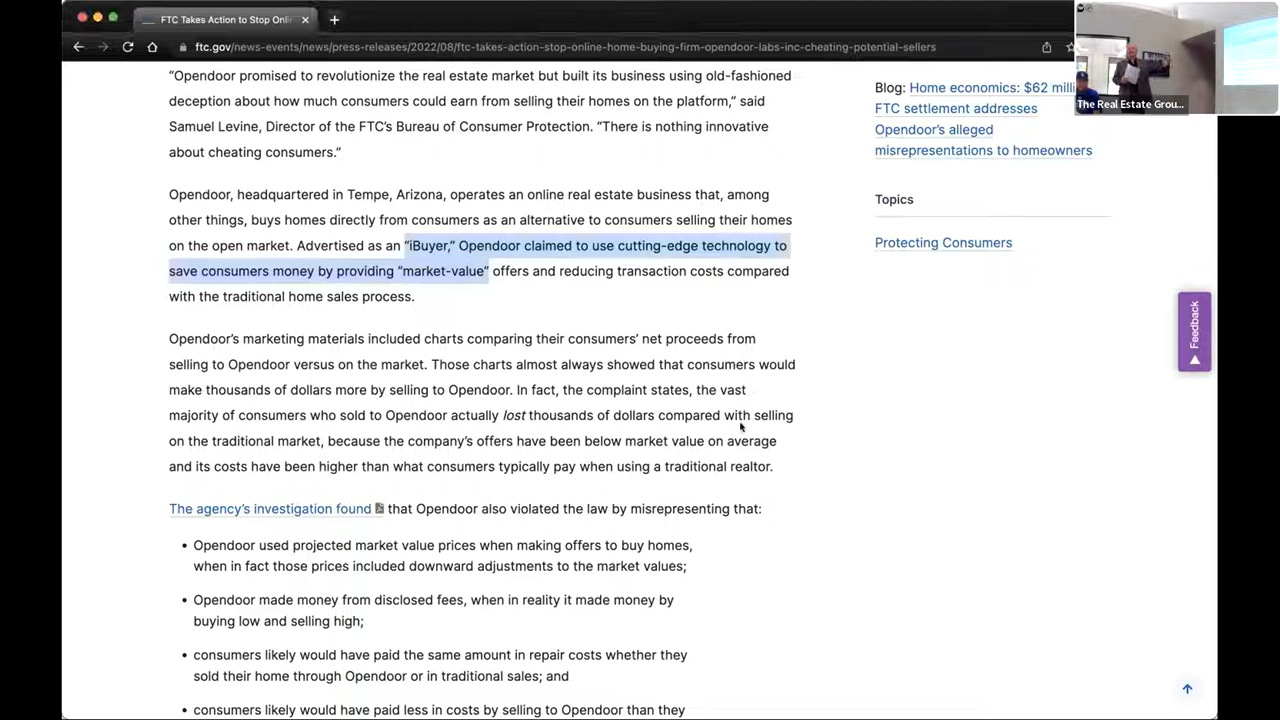 FTC Takes Action to Stop Onli
ftc.gov/news-events/news/press-releases/2022/08/ftc-takes-action-stop-online-home-buying-firm-opendoor-labs-inc-cheating-potential-sellers
The Real Estate Grou...
“Opendoor promised to revolutionize the real estate market but built its business using old-fashioned
deception about how much consumers could earn from selling their homes on the platform,” said
Samuel Levine, Director of the FTC’s Bureau of Consumer Protection. “There is nothing innovative
about cheating consumers.”
Opendoor, headquartered in Tempe, Arizona, operates an online real estate business that, among
other things, buys homes directly from consumers as an alternative to consumers selling their homes
on the open market. Advertised as an “iBuyer,” Opendoor claimed to use cutting-edge technology to
save consumers money by providing “market-value” offers and reducing transaction costs compared
with the traditional home sales process.
Opendoor’s marketing materials included charts comparing their consumers’ net proceeds from
selling to Opendoor versus on the market. Those charts almost always showed that consumers would
make thousands of dollars more by selling to Opendoor. In fact, the complaint states, the vast
majority of consumers who sold to Opendoor actually lost thousands of dollars compared with selling
on the traditional market, because the company’s offers have been below market value on average
and its costs have been higher than what consumers typically pay when using a traditional realtor.
The agency’s investigation found that Opendoor also violated the law by misrepresenting that:
• Opendoor used projected market value prices when making offers to buy homes,
when in fact those prices included downward adjustments to the market values;
• Opendoor made money from disclosed fees, when in reality it made money by
buying low and selling high;
• consumers likely would have paid the same amount in repair costs whether they
sold their home through Opendoor or in traditional sales; and
• consumers likely would have paid less in costs by selling to Opendoor than they
Blog: Home economics: $62 milli
FTC settlement addresses
Opendoor’s alleged
misrepresentations to homeowners
Topics
Protecting Consumers
Feedback